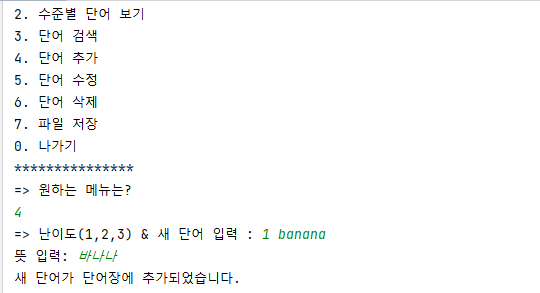 2. 수준별 단어 보기
3. 단어 검색
4. 단어 추가
5. 단어 수정
6. 단어 삭제
7. 파일 저장
0. 나가기
***************
=> 원하는 메뉴는?
4
=> 난이도(1,2,3) & 새 단어 입력 : 1 banana
뜻 입력: 바나나
새 단어가 단어장에 추가되었습니다.